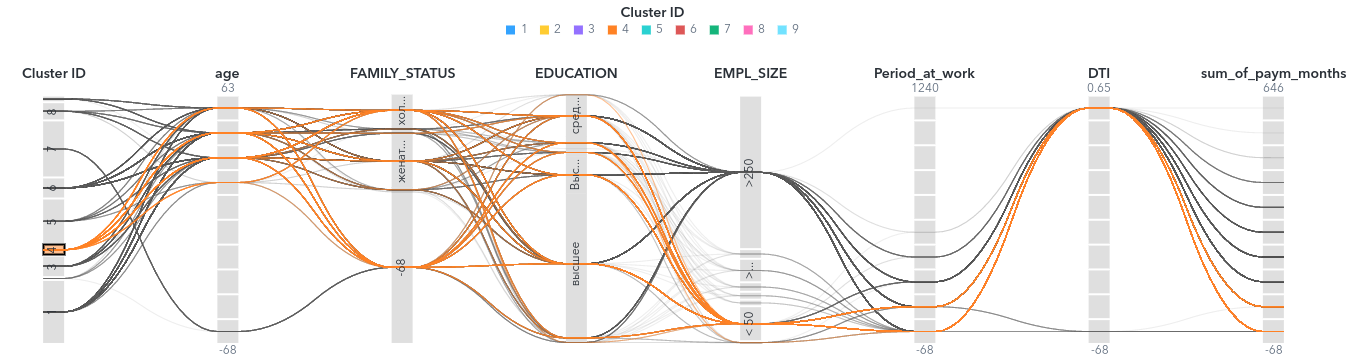 Cluster ID
1 2 3 4 5 6 7 8 9
Cluster ID age FAMILY_STATUS EDUCATION EMPL_SIZE Period_at_work DTI sum_of_paym_months
63 1240 0.65 646
8
7
6
5
4
3
1
хол...
женат...
-68
сред...
Выс...
высшее
>250
>...
< 50
-68 -68 -68 -68